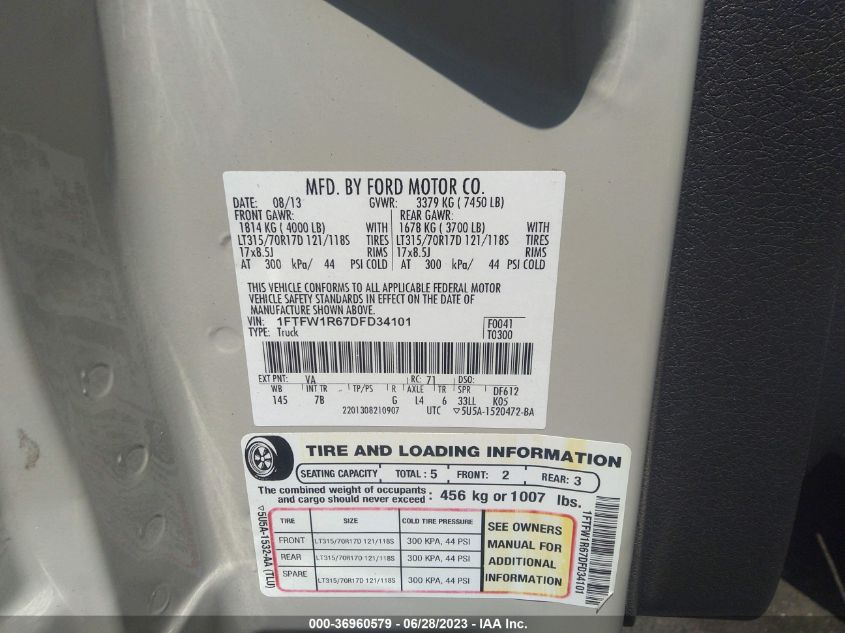 MFD. BY FORD MOTOR CO.
DATE: 08/13 GVWR: 3379 KG ( 7450 LB)
FRONT GAWR: REAR GAWR:
1814 KG ( 4000 LB) WITH 1678 KG ( 3700 LB) WITH
LT315/70R17D 121/118S TIRES LT315/70R17D 121/118S TIRES
17x8.5J RIMS 17x8.5J RIMS
AT 300 kPa/ 44 PSI COLD AT 300 kPa/ 44 PSI COLD
THIS VEHICLE CONFORMS TO ALL APPLICABLE FEDERAL MOTOR
VEHICLE SAFETY STANDARDS IN EFFECT ON THE DATE OF
MANUFACTURE SHOWN ABOVE.
VIN: 1FTFW1R67DFD34101 F0041
TYPE: Truck T0300
EXT PNT: VA RC: 71 DSO:
WB INT TR TP/PS R AXLE TR SPR DF612
145 7B G L4 6 33LL K05
2201308210907 UTC ▽5U5A-1520472-BA
TIRE AND LOADING INFORMATION
SEATING CAPACITY TOTAL: 5 FRONT: 2 REAR: 3
The combined weight of occupants and cargo should never exceed : 456 kg or 1007 lbs.
TIRE SIZE COLD TIRE PRESSURE
FRONT LT315/70R17D 121/118S 300 KPA, 44 PSI
REAR LT315/70R17D 121/118S 300 KPA, 44 PSI
SPARE LT315/70R17D 121/118S 300 KPA, 44 PSI
SEE OWNERS
MANUAL FOR
ADDITIONAL
INFORMATION
▽5U5A-1532-AA (TLU)
1FTFW1R67DFD34101
000-36960579 - 06/28/2023 - IAA Inc.